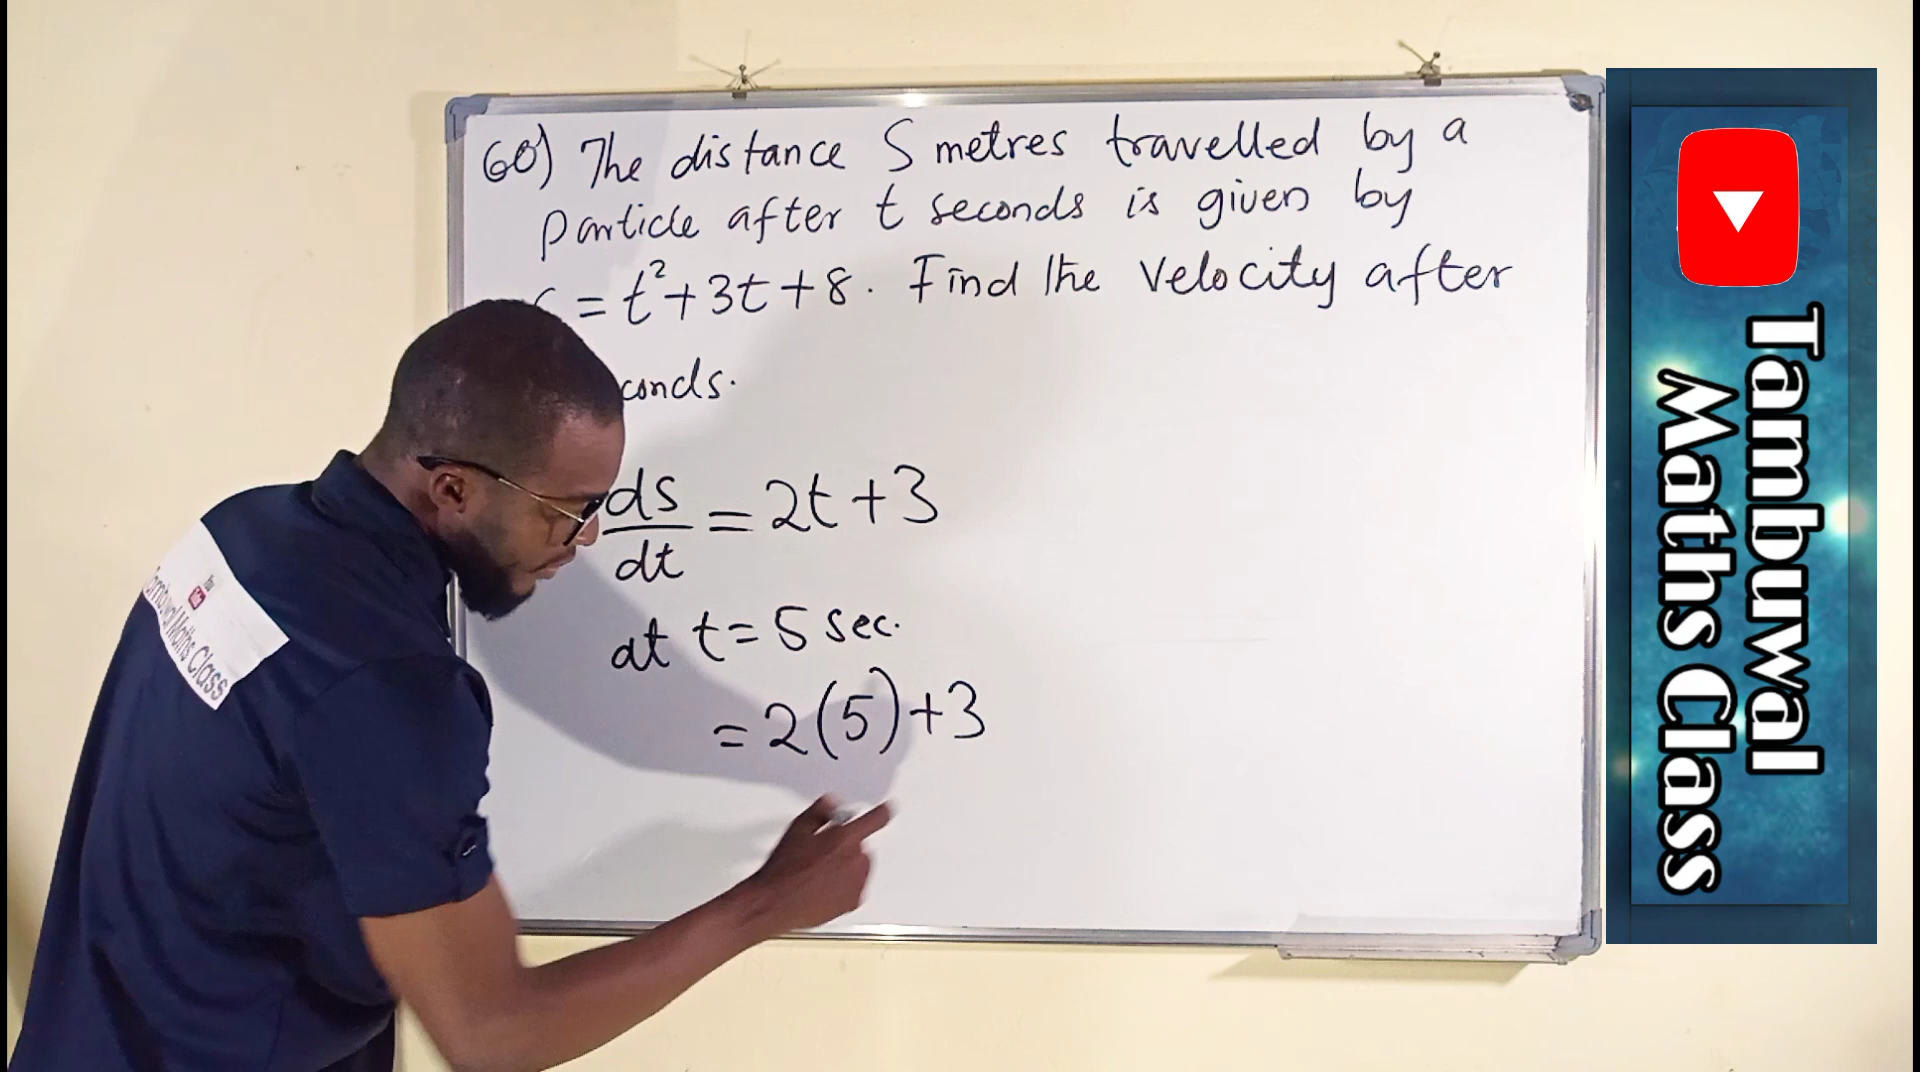 60) The distance S metres travelled by a
particle after t seconds is given by
= t²+3t+8. Find the velocity after
conds.
ds/dt = 2t+3
at t=5 sec.
=2(5)+3
Tambuwal
Maths Class
Maths Class